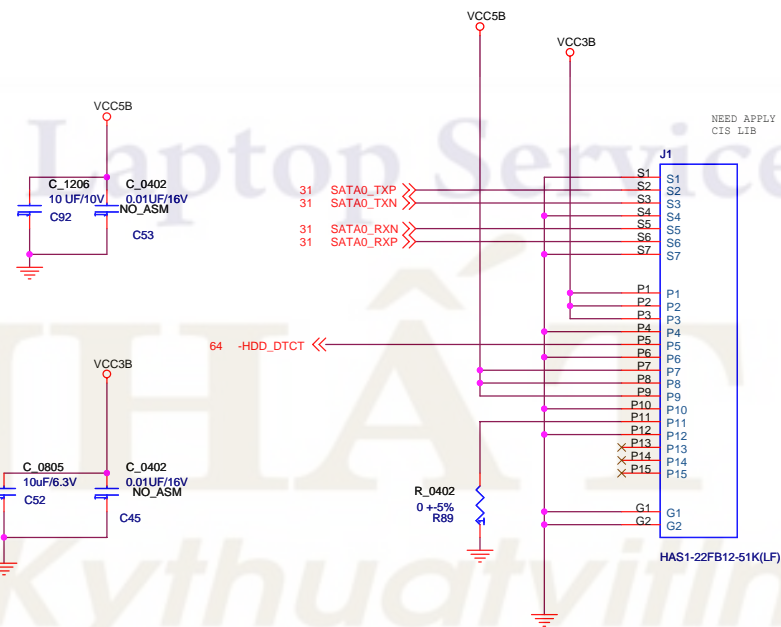 VCC5B
VCC3B
VCC5B
NEED APPLY
CIS LIB
J1
Laptop Service
C_1206
10 UF/10V
C92
C_0402
0.01UF/16V
NO_ASM
C53
31 SATA0_TXP
31 SATA0_TXN
31 SATA0_RXN
31 SATA0_RXP
S1 S1
S2 S2
S3 S3
S4 S4
S5 S5
S6 S6
S7 S7
P1 P1
P2 P2
P3 P3
P4 P4
64 -HDD_DTCT
P5 P5
P6 P6
P7 P7
P8 P8
P9 P9
P10 P10
P11 P11
P12 P12
P13 P13
P14 P14
P15 P15
G1 G1
G2 G2
HAS1-22FB12-51K(LF)
VCC3B
NHẤT
C_0805
10uF/6.3V
C52
C_0402
0.01UF/16V
NO_ASM
C45
R_0402
0 +-5%
R89
Kythuatvitin